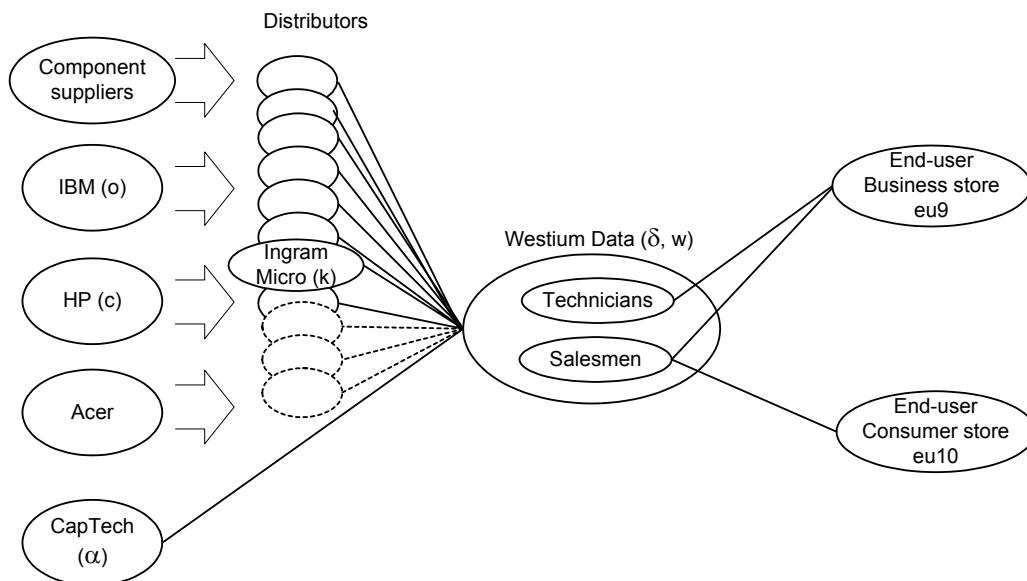 Distributors
Component
suppliers
IBM (o)
HP (c)
Acer
CapTech
(α)
Ingram
Micro (k)
Westium Data (δ, w)
Technicians
Salesmen
End-user
Business store
eu9
End-user
Consumer store
eu10